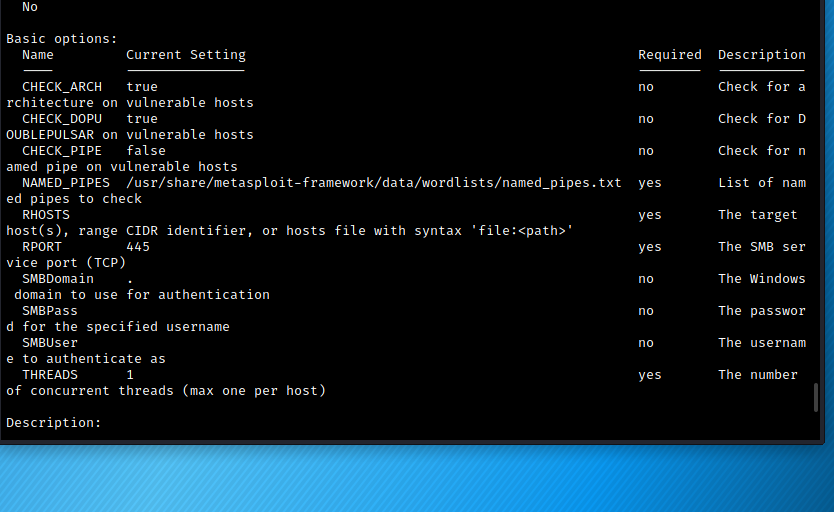 No
Basic options:
Name Current Setting Required Description
---- --------------- -------- -----------
CHECK_ARCH true no Check for a
rchitecture on vulnerable hosts
CHECK_DOPU true no Check for D
OUBLEPULSAR on vulnerable hosts
CHECK_PIPE false no Check for n
amed pipe on vulnerable hosts
NAMED_PIPES /usr/share/metasploit-framework/data/wordlists/named_pipes.txt yes List of nam
ed pipes to check
RHOSTS yes The target
host(s), range CIDR identifier, or hosts file with syntax 'file:<path>'
RPORT 445 yes The SMB ser
vice port (TCP)
SMBDomain . no The Windows
domain to use for authentication
SMBPass no The passwor
d for the specified username
SMBUser no The usernam
e to authenticate as
THREADS 1 yes The number
of concurrent threads (max one per host)
Description: